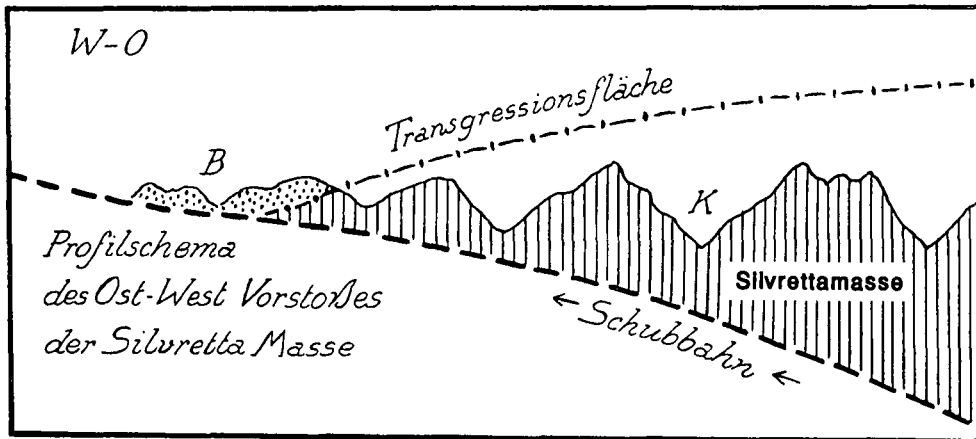 W-O
Transgressionsfläche
B
K
Profilschema
des Ost-West Vorstoßes
der Silvretta Masse
Silvrettamasse
← Schubbahn ←